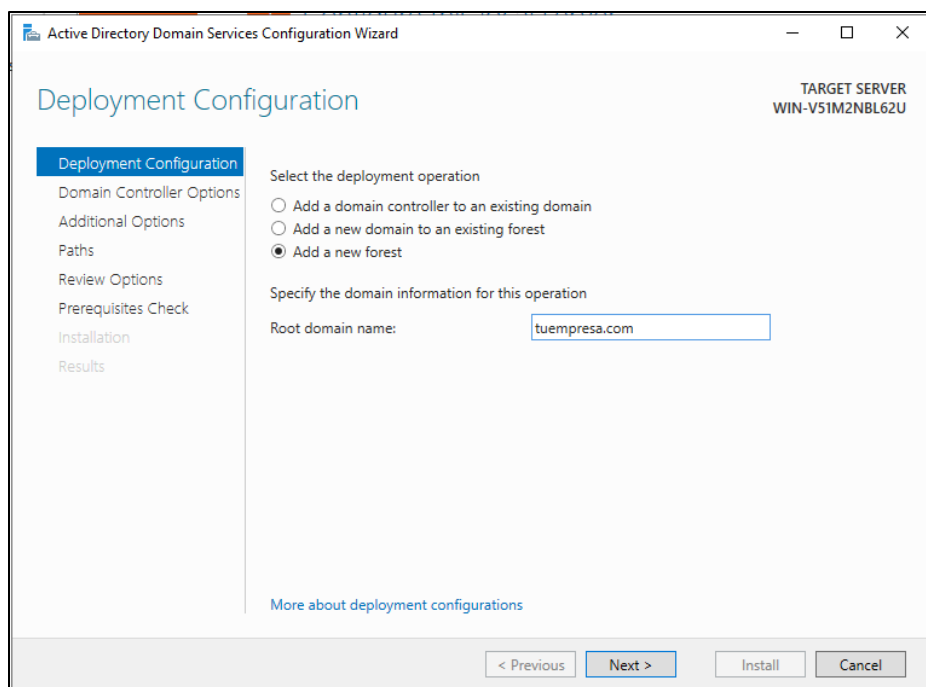 Active Directory Domain Services Configuration Wizard
Deployment Configuration
TARGET SERVER
WIN-V51M2NBL62U
Deployment Configuration
Domain Controller Options
Additional Options
Paths
Review Options
Prerequisites Check
Installation
Results
Select the deployment operation
Add a domain controller to an existing domain
Add a new domain to an existing forest
Add a new forest
Specify the domain information for this operation
Root domain name:
tuempresa.com
More about deployment configurations
< Previous
Next >
Install
Cancel